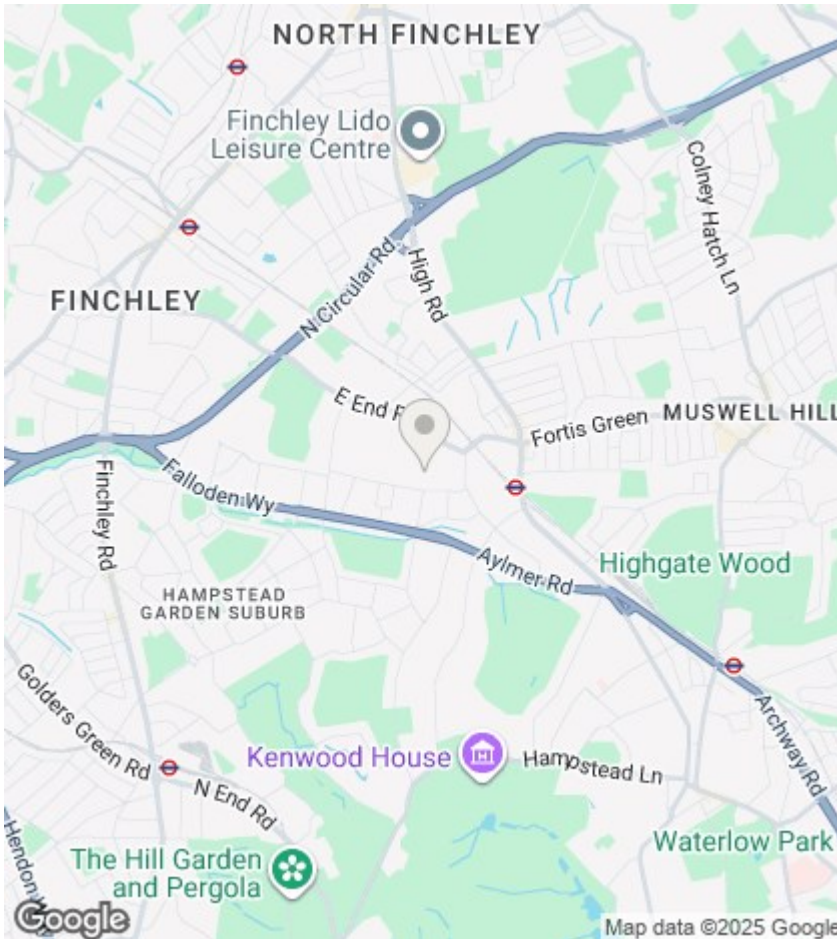 NORTH FINCHLEY
Finchley Lido
Leisure Centre
Colney Hatch Ln
N Circular Rd
High Rd
FINCHLEY
E End
Fortis Green
MUSWELL HILL
Finchley Rd
Falloden Wy
Aylmer Rd
Highgate Wood
HAMPSTEAD
GARDEN SUBURB
Golders Green Rd
Kenwood House
Hampstead Ln
Archway Rd
N End Rd
Hendon W
The Hill Garden
and Pergola
Waterlow Park
Google
Map data ©2025 Google